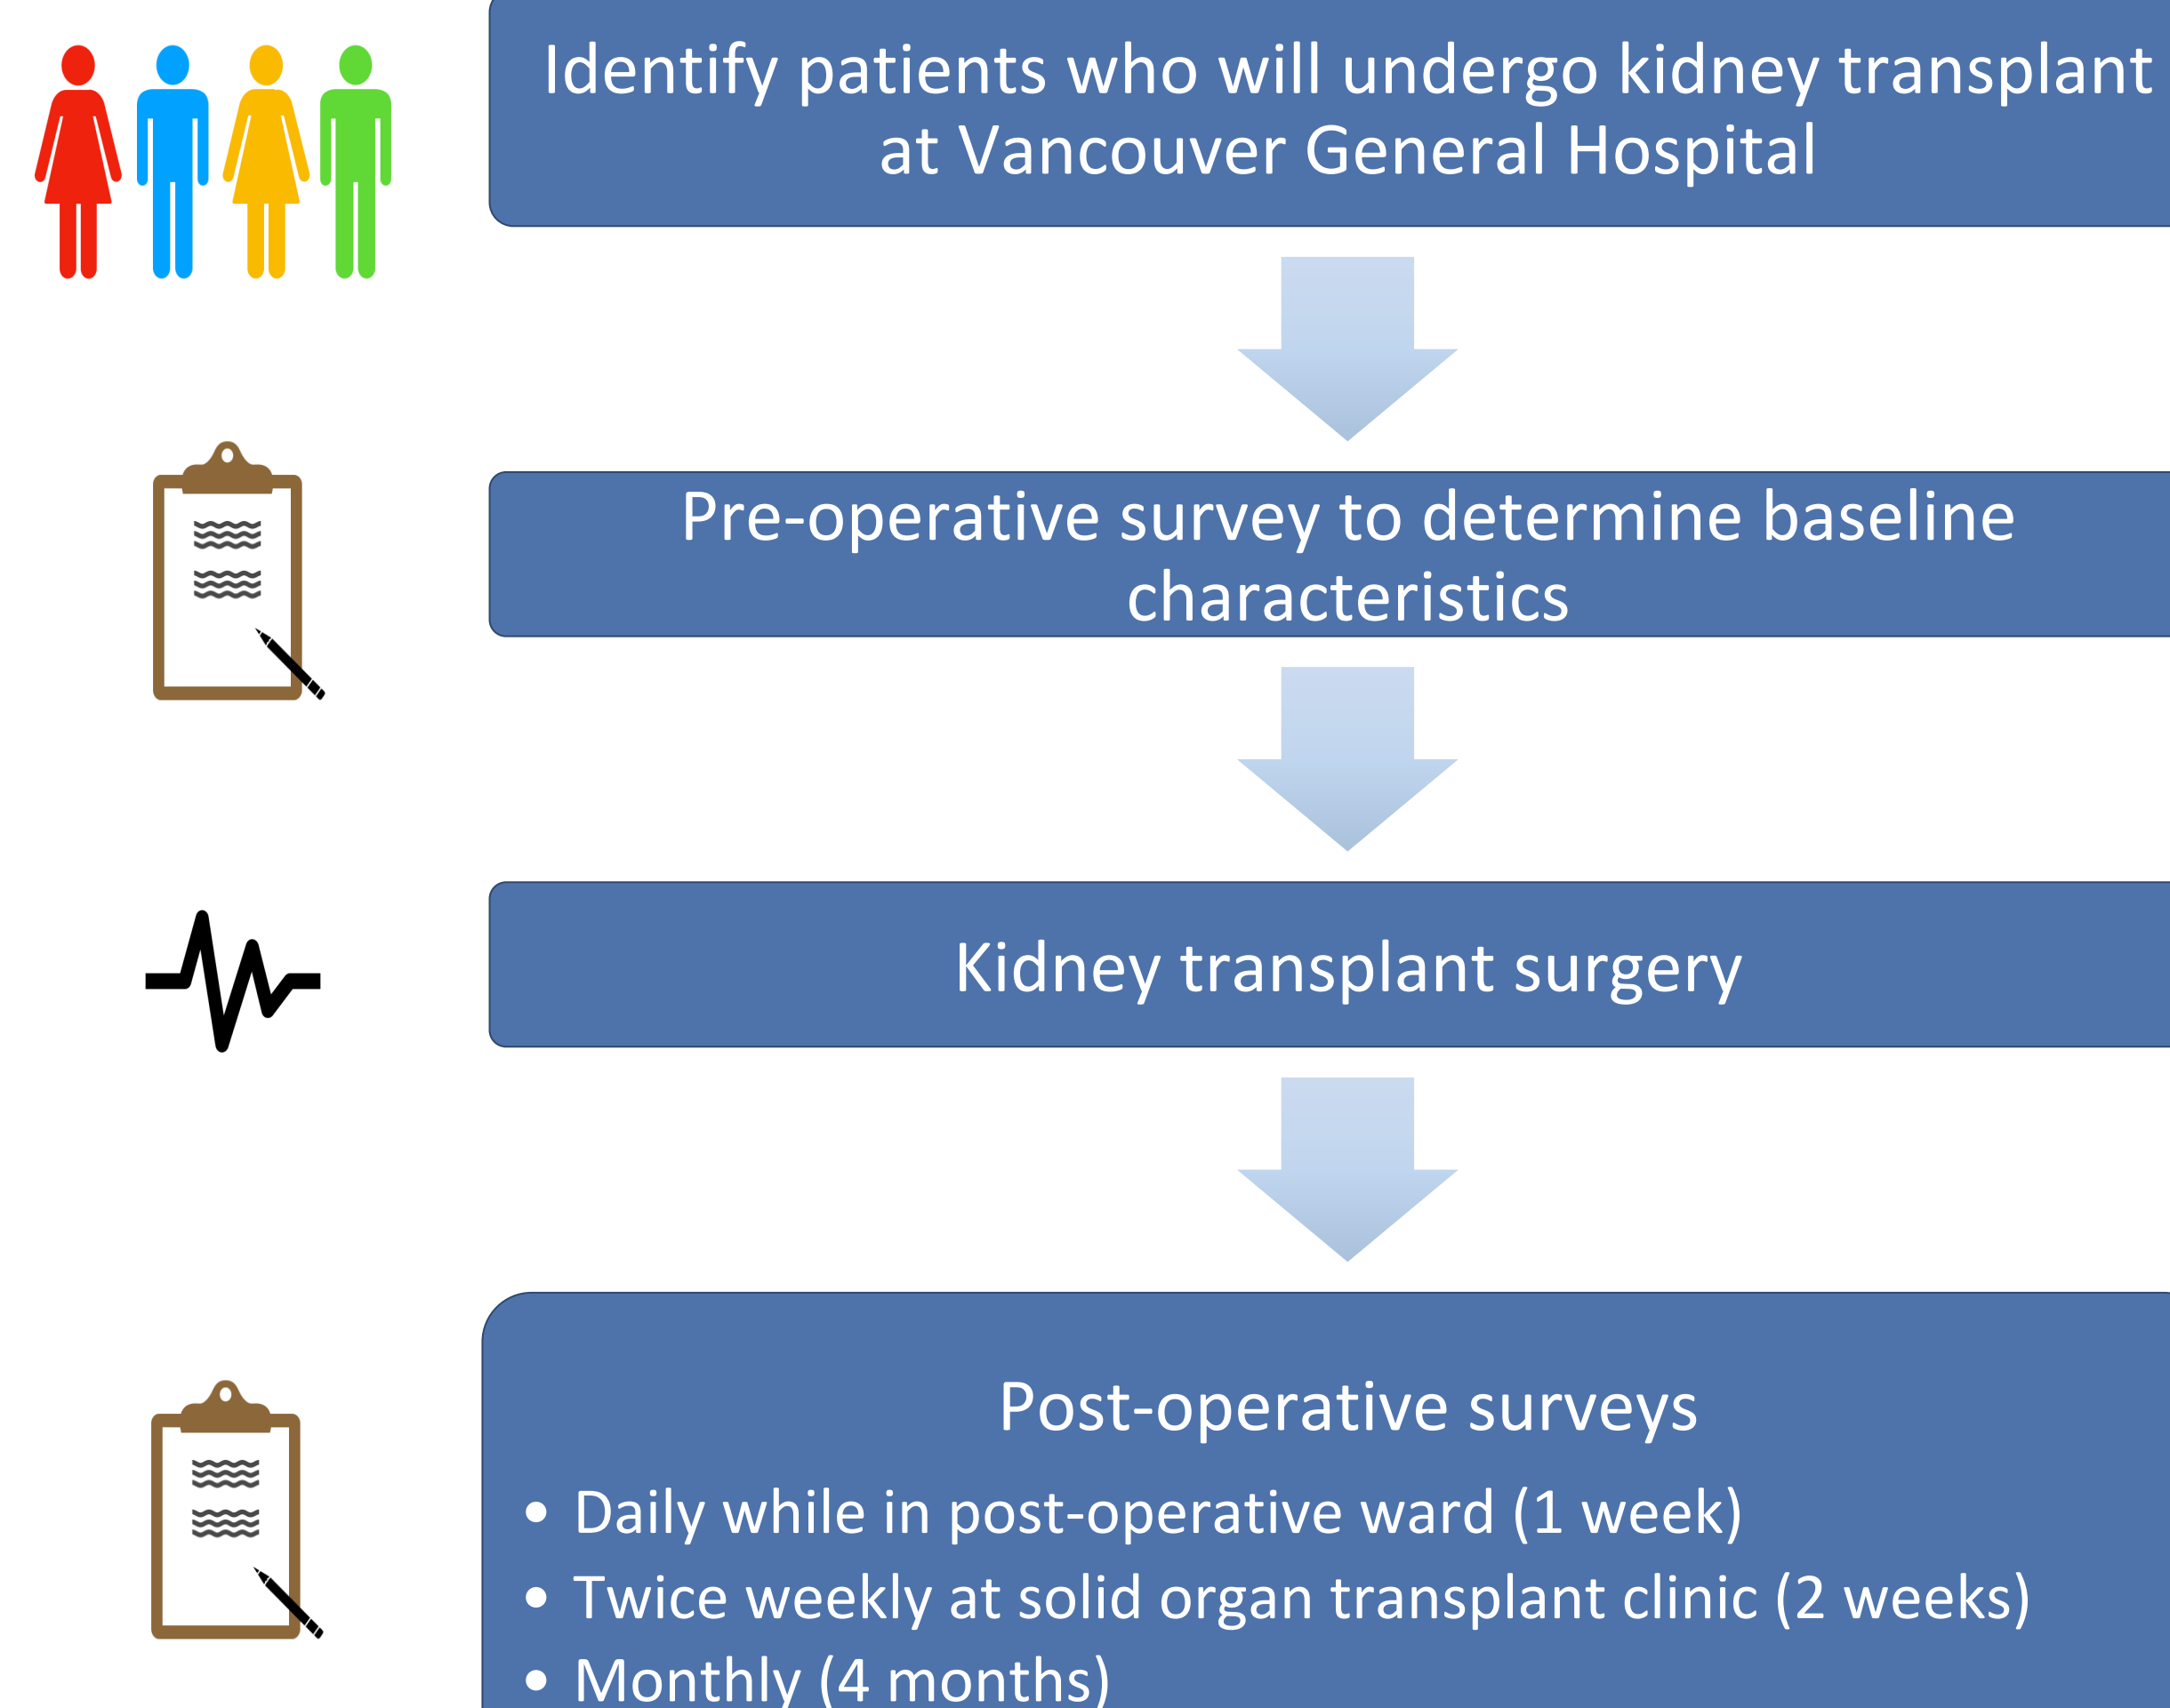 Identify patients who will undergo kidney transplant
at Vancouver General Hospital
Pre-operative survey to determine baseline
characteristics
Kidney transplant surgery
Post-operative surveys
• Daily while in post-operative ward (1 week)
• Twice weekly at solid organ transplant clinic (2 weeks)
• Monthly (4 months)